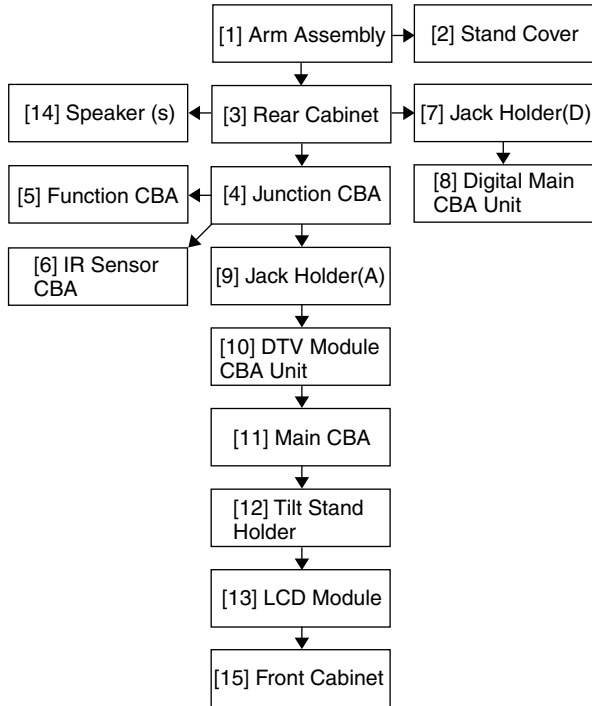 [1] Arm Assembly
[2] Stand Cover
[14] Speaker (s)
[3] Rear Cabinet
[7] Jack Holder(D)
[5] Function CBA
[4] Junction CBA
[8] Digital Main
CBA Unit
[6] IR Sensor
CBA
[9] Jack Holder(A)
[10] DTV Module
CBA Unit
[11] Main CBA
[12] Tilt Stand
Holder
[13] LCD Module
[15] Front Cabinet